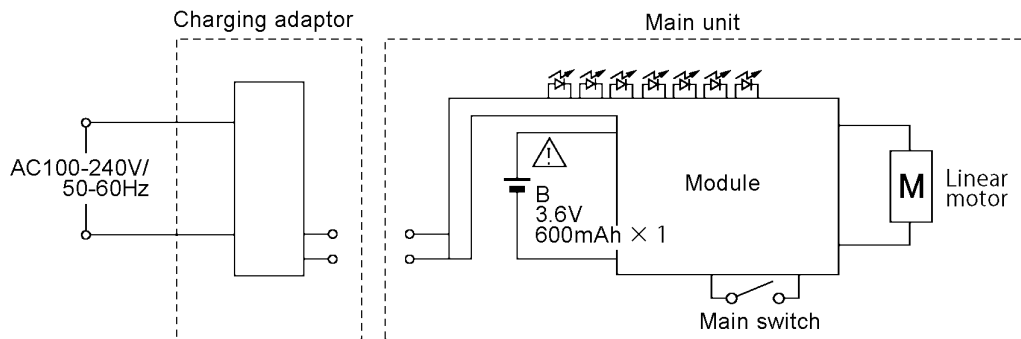 Charging adaptor
Main unit
AC100-240V/
50-60Hz
B
3.6V
600mAh × 1
Module
M
Linear
motor
Main switch